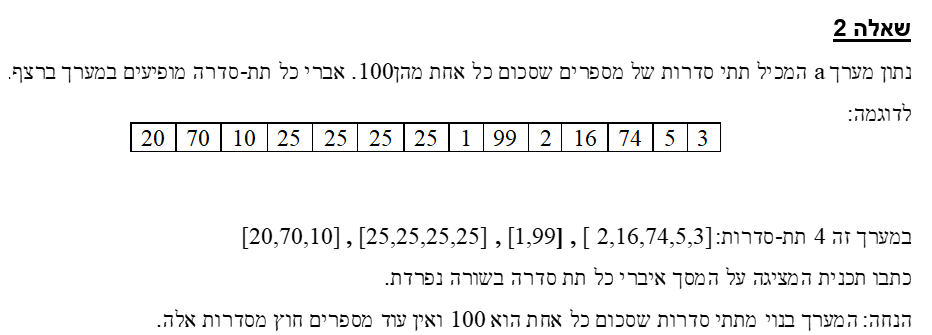 שאלה 2
נתון מערך a המכיל תתי סדרות של מספרים שסכום כל אחת מהן100. אברי כל תת-סדרה מופיעים במערך ברצף.
לדוגמה:
20 70 10 25 25 25 25 1 99 2 16 74 5 3
במערך זה 4 תת-סדרות:[20,70,10] , [25,25,25,25] , [1,99] , [ 2,16,74,5,3]
כתבו תכנית המציגה על המסך איברי כל תת סדרה בשורה נפרדת.
הנחה: המערך בנוי מתתי סדרות שסכום כל אחת הוא 100 ואין עוד מספרים חוץ מסדרות אלה.